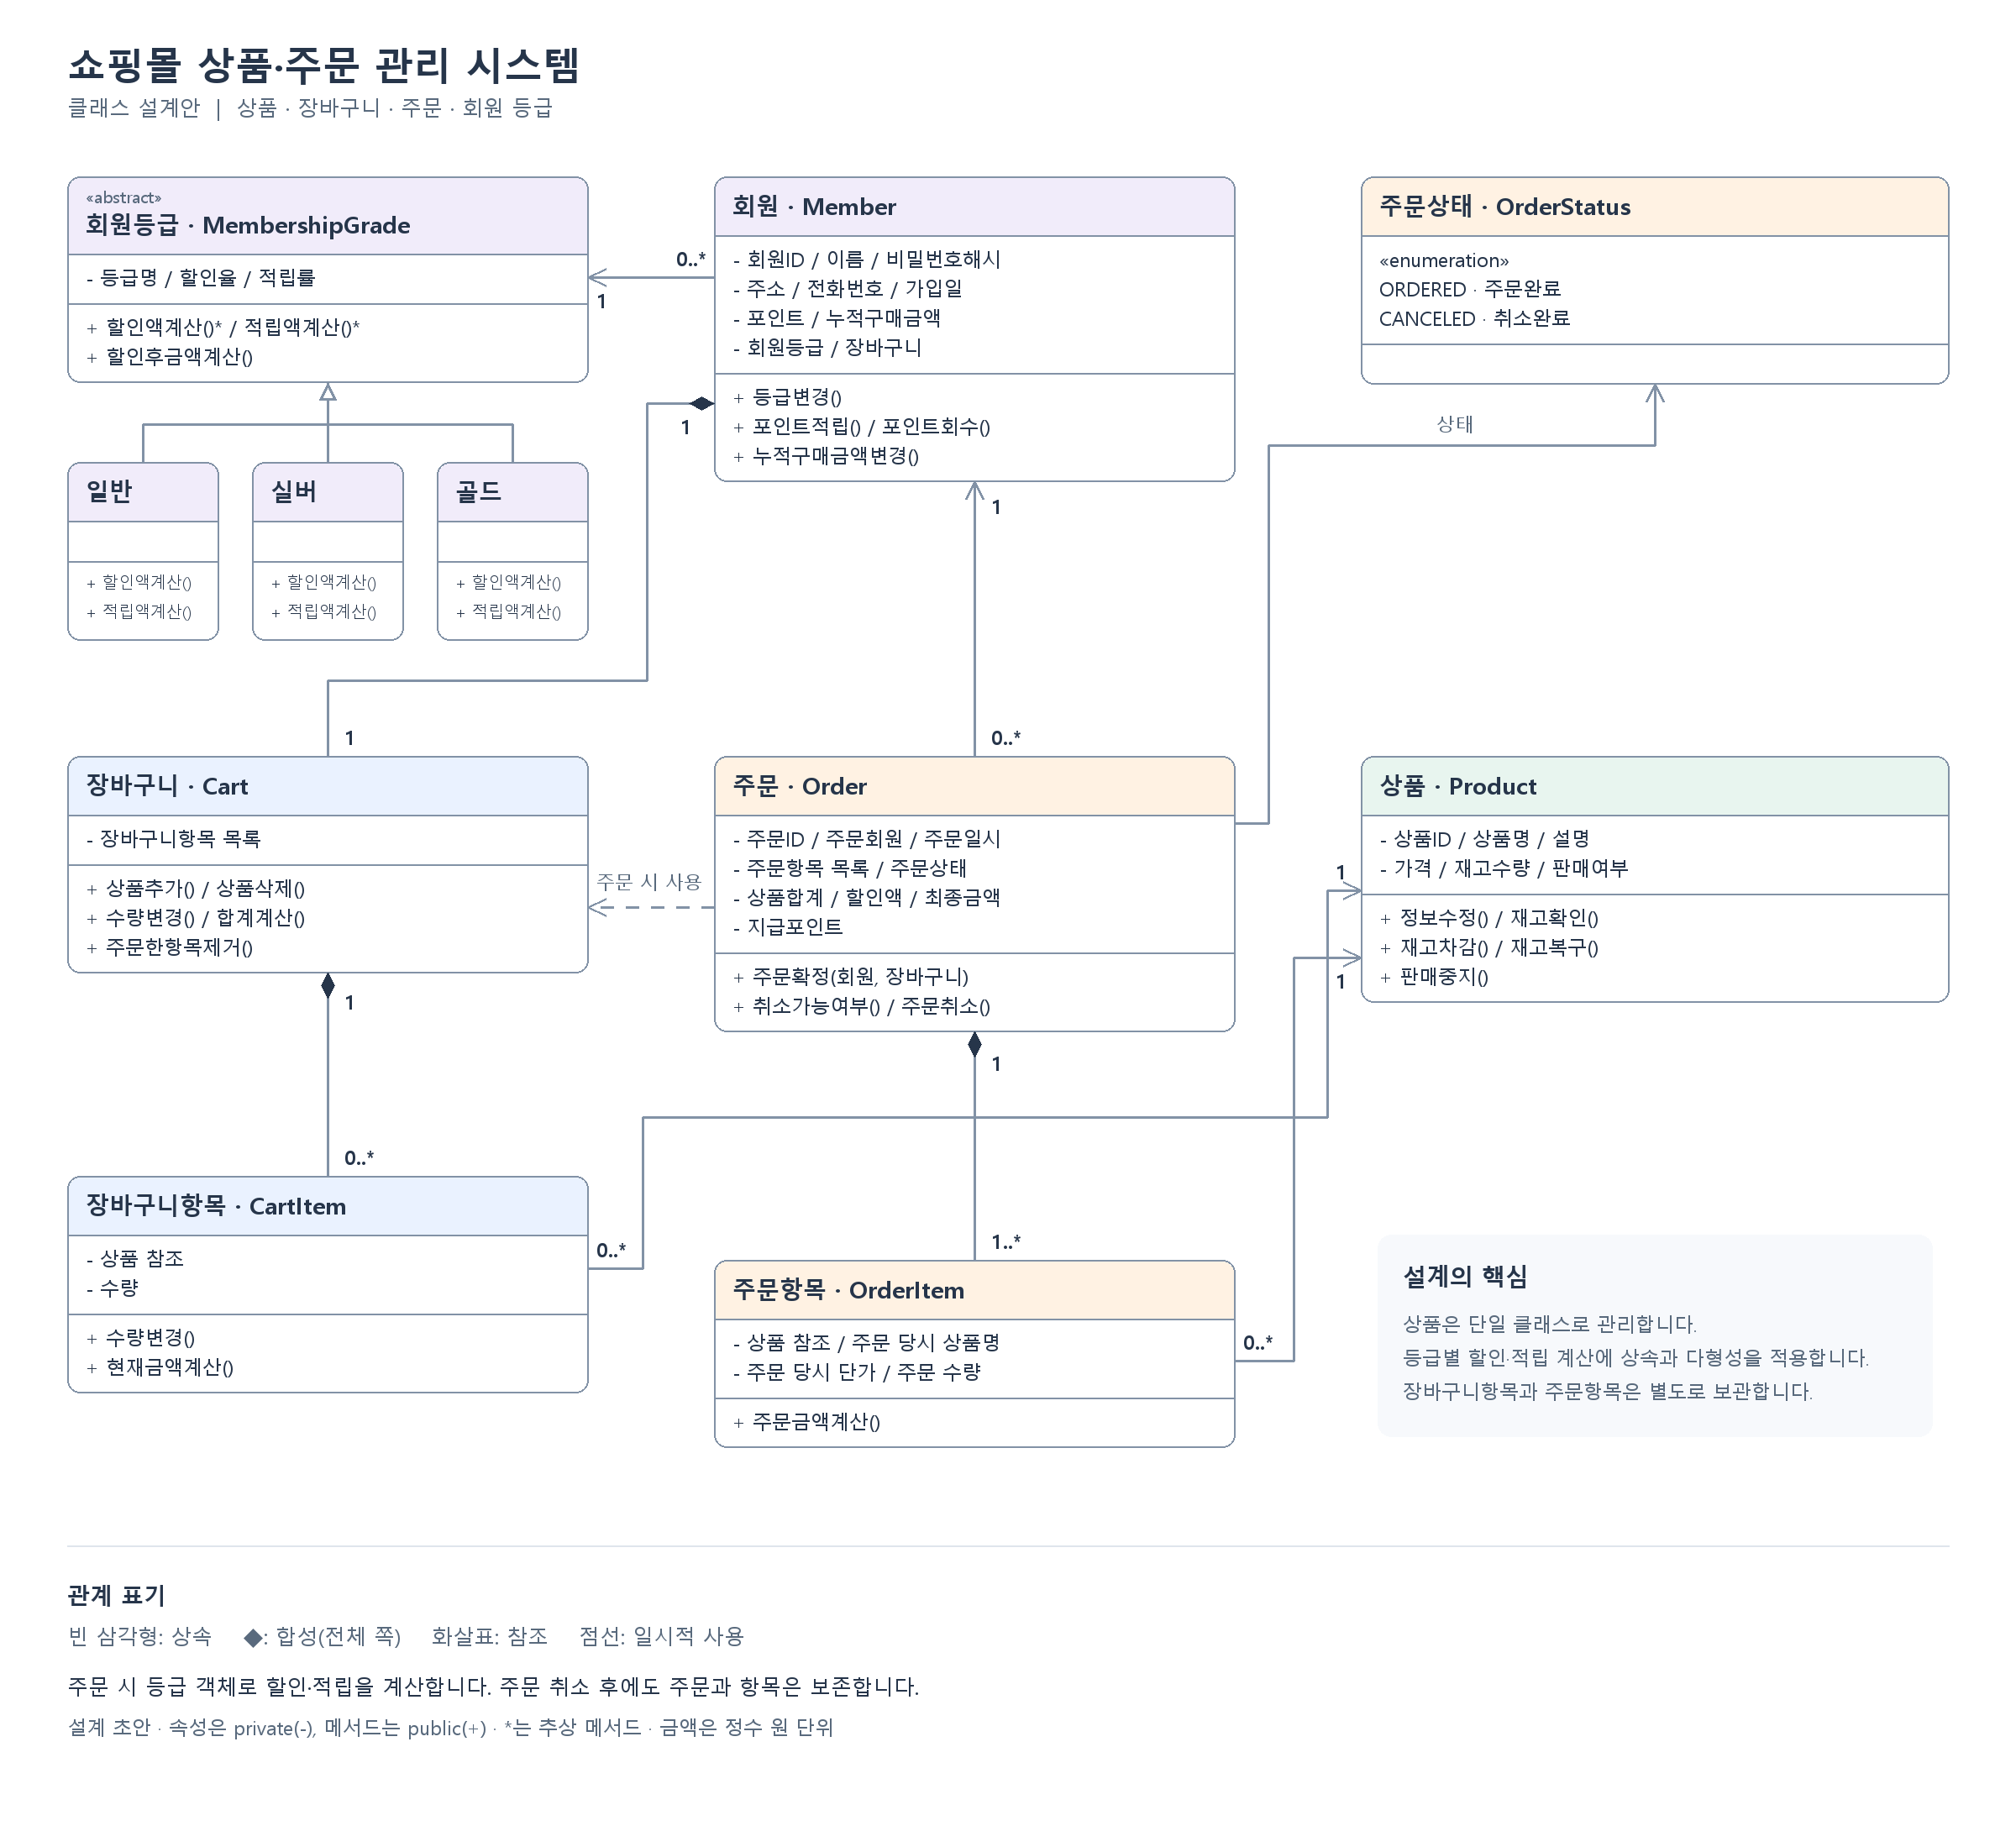 쇼핑몰 상품·주문 관리 시스템
클래스 설계안 | 상품 · 장바구니 · 주문 · 회원 등급
«abstract»
회원등급 · MembershipGrade
- 등급명 / 할인율 / 적립률
+ 할인액계산()* / 적립액계산()*
+ 할인후금액계산()
0..*
1
회원 · Member
- 회원ID / 이름 / 비밀번호해시
- 주소 / 전화번호 / 가입일
- 포인트 / 누적구매금액
- 회원등급 / 장바구니
+ 등급변경()
+ 포인트적립() / 포인트회수()
+ 누적구매금액변경()
1
주문상태 · OrderStatus
«enumeration»
ORDERED · 주문완료
CANCELED · 취소완료
상태
일반
+ 할인액계산()
+ 적립액계산()
실버
+ 할인액계산()
+ 적립액계산()
골드
+ 할인액계산()
+ 적립액계산()
1
1
0..*
장바구니 · Cart
- 장바구니항목 목록
+ 상품추가() / 상품삭제()
+ 수량변경() / 합계계산()
+ 주문한항목제거()
주문 시 사용
주문 · Order
- 주문ID / 주문회원 / 주문일시
- 주문항목 목록 / 주문상태
- 상품합계 / 할인액 / 최종금액
- 지급포인트
+ 주문확정(회원, 장바구니)
+ 취소가능여부() / 주문취소()
상품 · Product
- 상품ID / 상품명 / 설명
- 가격 / 재고수량 / 판매여부
+ 정보수정() / 재고확인()
+ 재고차감() / 재고복구()
+ 판매중지()
1
1
1
1
0..*
1..*
장바구니항목 · CartItem
- 상품 참조
- 수량
+ 수량변경()
+ 현재금액계산()
0..*
주문항목 · OrderItem
- 상품 참조 / 주문 당시 상품명
- 주문 당시 단가 / 주문 수량
+ 주문금액계산()
0..*
설계의 핵심
상품은 단일 클래스로 관리합니다.
등급별 할인·적립 계산에 상속과 다형성을 적용합니다.
장바구니항목과 주문항목은 별도로 보관합니다.
관계 표기
빈 삼각형: 상속 ◆: 합성(전체 쪽) 화살표: 참조 점선: 일시적 사용
주문 시 등급 객체로 할인·적립을 계산합니다. 주문 취소 후에도 주문과 항목은 보존합니다.
설계 초안 · 속성은 private(-), 메서드는 public(+) · *는 추상 메서드 · 금액은 정수 원 단위